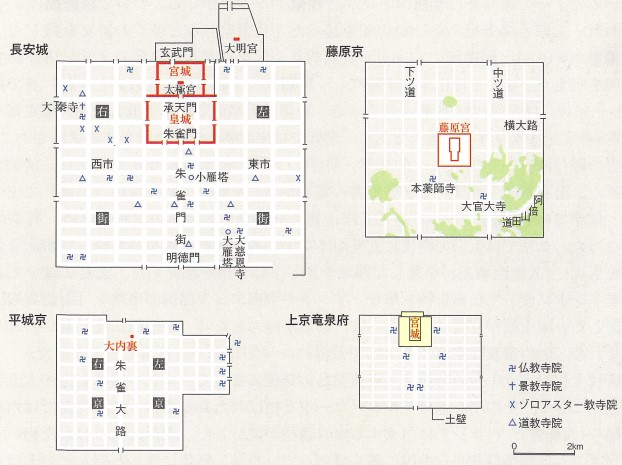 長安城
玄武門
大明宮
宮城
太極宮
大秦寺
右
承天門
皇城
朱雀門
左
西市
東市
朱雀門街
小雁塔
街
街
明徳門
大雁塔
大慈恩寺
藤原京
下ツ道
中ツ道
横大路
藤原宮
本薬師寺
大官大寺
阿倍山田道
平城京
大内裏
右
左
朱雀大路
京
京
上京竜泉府
宮城
土壁
卍仏教寺院
†景教寺院
☓ゾロアスター教寺院
△道教寺院
0 2km